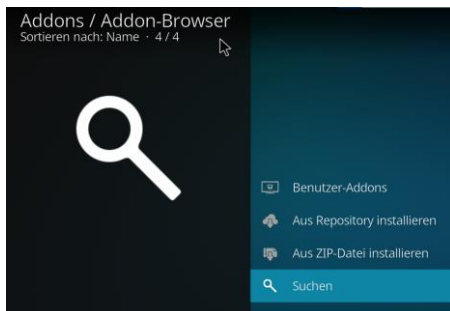 Addons / Addon-Browser
Sortieren nach: Name · 4 / 4
Benutzer-Addons
Aus Repository installieren
Aus ZIP-Datei installieren
Suchen